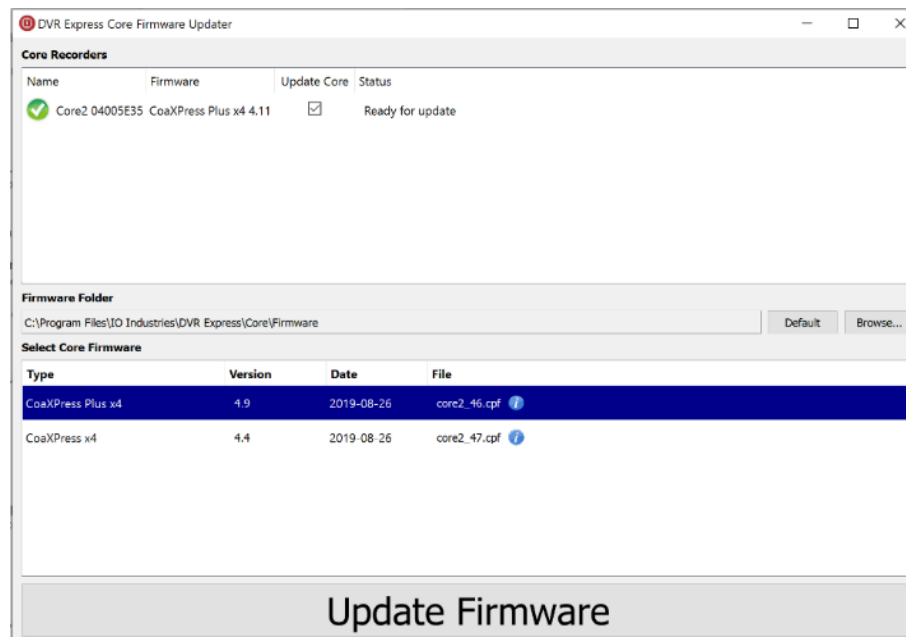 DVR Express Core Firmware Updater
Core Recorders
Name Firmware Update Core Status
Core2 04005E35 CoaXPress Plus x4 4.11 Ready for update
Firmware Folder
C:\Program Files\IO Industries\DVR Express\Core\Firmware Default Browse...
Select Core Firmware
Type Version Date File
CoaXPress Plus x4 4.9 2019-08-26 core2_46.cpf
CoaXPress x4 4.4 2019-08-26 core2_47.cpf
Update Firmware